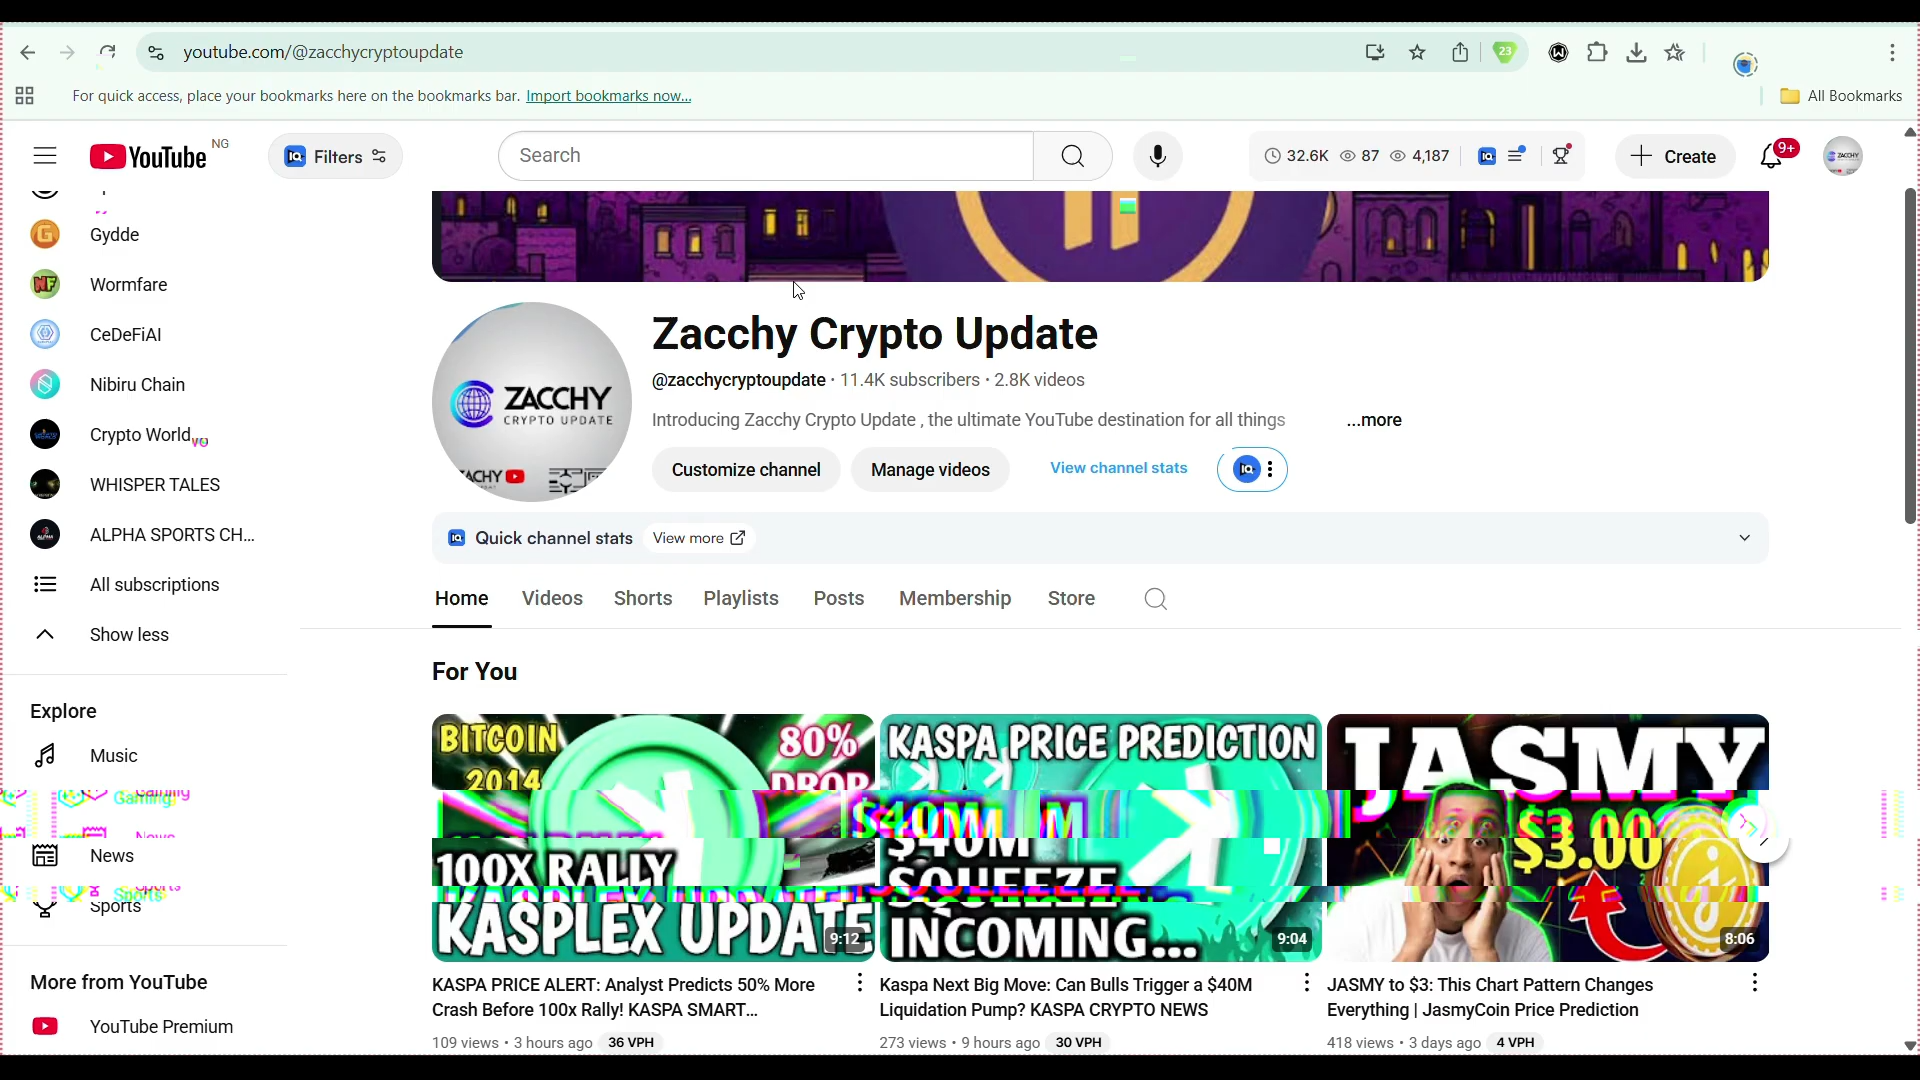 youtube.com/@zacchycryptoupdate
23
For quick access, place your bookmarks here on the bookmarks bar. Import bookmarks now...
All Bookmarks
YouTube NG
Filters
Search
32.6K 87 4,187
Create
9+
Gydde
Wormfare
CeDeFiAI
Nibiru Chain
Crypto World
WHISPER TALES
ALPHA SPORTS CH...
All subscriptions
Show less
Explore
Music
Gaming
News
Sports
More from YouTube
YouTube Premium
ZACCHY
CRYPTO UPDATE
Zacchy Crypto Update
@zacchycryptoupdate · 11.4K subscribers · 2.8K videos
Introducing Zacchy Crypto Update , the ultimate YouTube destination for all things ...more
Customize channel
Manage videos
View channel stats
Quick channel stats
View more
Home
Videos
Shorts
Playlists
Posts
Membership
Store
For You
BITCOIN
2014
80%
DROP
100X RALLY
KASPLEX UPDATE
9:12
KASPA PRICE ALERT: Analyst Predicts 50% More
Crash Before 100x Rally! KASPA SMART...
109 views · 3 hours ago
36 VPH
KASPA PRICE PREDICTION
$40M
SQUEEZE
INCOMING...
9:04
Kaspa Next Big Move: Can Bulls Trigger a $40M
Liquidation Pump? KASPA CRYPTO NEWS
273 views · 9 hours ago
30 VPH
JASMY
$3.00
8:06
JASMY to $3: This Chart Pattern Changes
Everything | JasmyCoin Price Prediction
418 views · 3 days ago
4 VPH